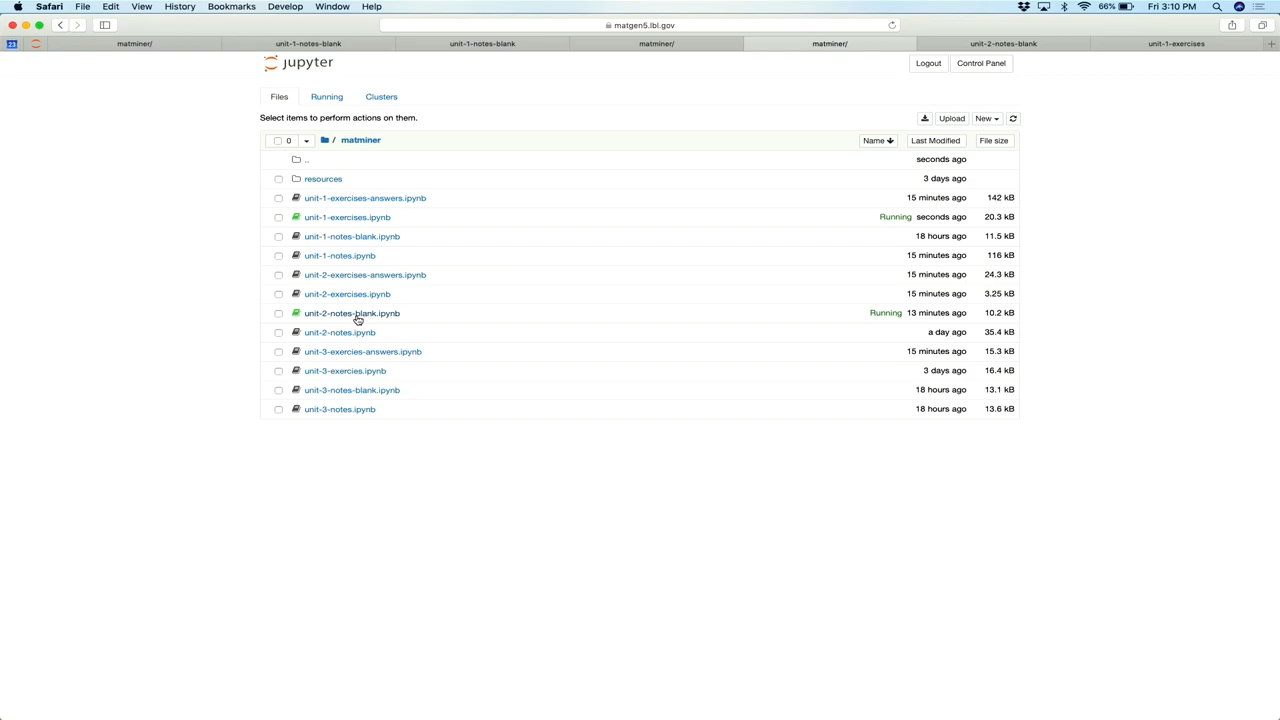 Safari File Edit View History Bookmarks Develop Window Help 66% Fri 3:10 PM
matgen5.lbl.gov
23 matminer/ unit-1-notes-blank unit-1-notes-blank matminer/ matminer/ unit-2-notes-blank unit-1-exercises +
jupyter Logout Control Panel
Files Running Clusters
Select items to perform actions on them. Upload New
0 / matminer Name Last Modified File size
.. seconds ago
resources 3 days ago
unit-1-exercises-answers.ipynb 15 minutes ago 142 kB
unit-1-exercises.ipynb Running seconds ago 20.3 kB
unit-1-notes-blank.ipynb 18 hours ago 11.5 kB
unit-1-notes.ipynb 15 minutes ago 116 kB
unit-2-exercises-answers.ipynb 15 minutes ago 24.3 kB
unit-2-exercises.ipynb 15 minutes ago 3.25 kB
unit-2-notes-blank.ipynb Running 13 minutes ago 10.2 kB
unit-2-notes.ipynb a day ago 35.4 kB
unit-3-exercies-answers.ipynb 15 minutes ago 15.3 kB
unit-3-exercies.ipynb 3 days ago 16.4 kB
unit-3-notes-blank.ipynb 18 hours ago 13.1 kB
unit-3-notes.ipynb 18 hours ago 13.6 kB